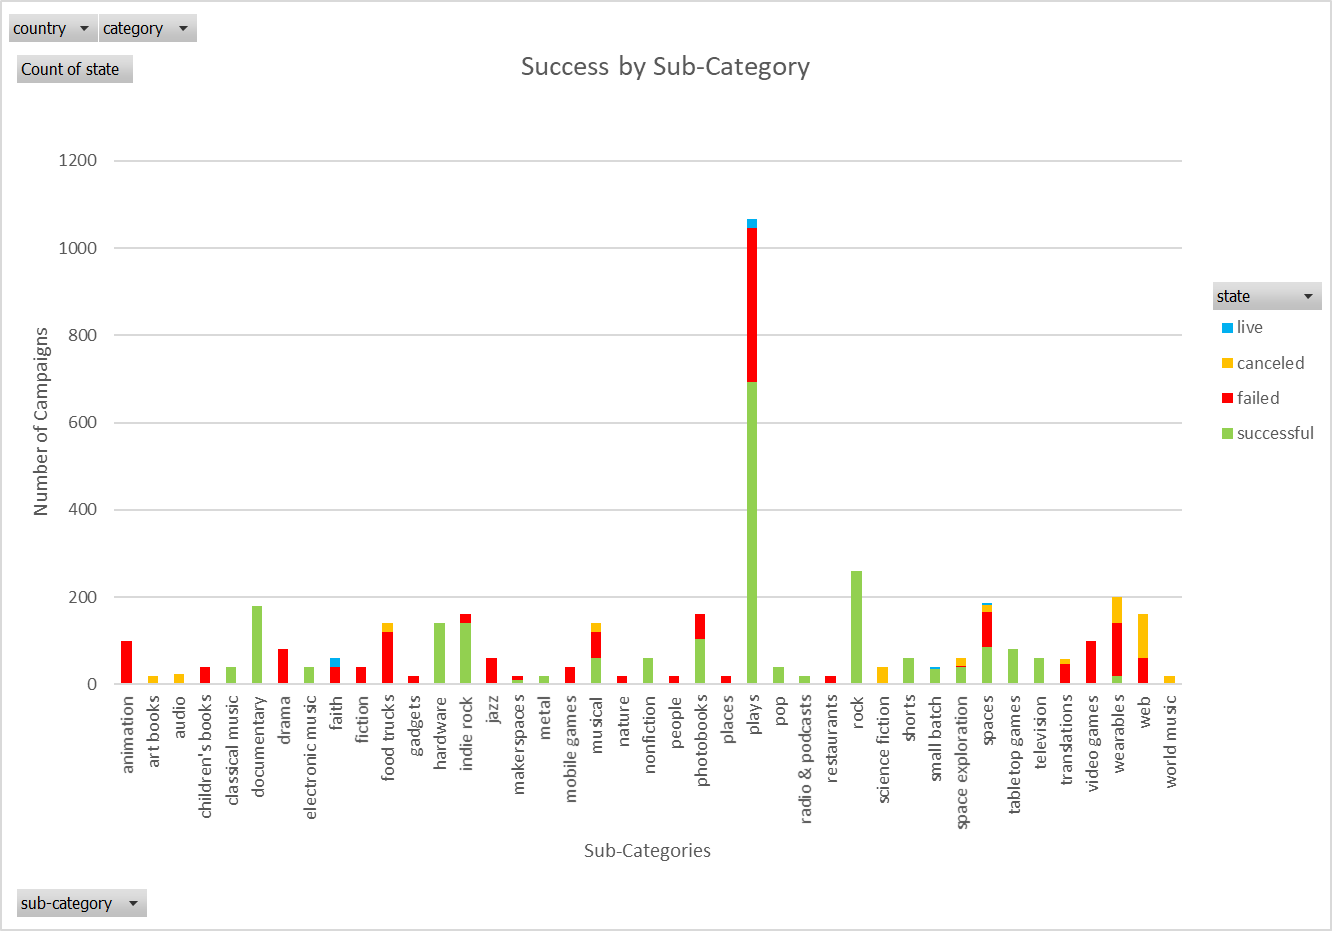 country
category
Count of state
Success by Sub-Category
Number of Campaigns
1200
1000
800
600
400
200
0
state
live
canceled
failed
successful
animation
art books
audio
children's books
classical music
documentary
drama
electronic music
faith
fiction
food trucks
gadgets
hardware
indie rock
jazz
makerspaces
metal
mobile games
musical
nature
nonfiction
people
photobooks
places
plays
pop
radio & podcasts
restaurants
rock
science fiction
shorts
small batch
space exploration
spaces
tabletop games
television
translations
video games
wearables
web
world music
Sub-Categories
sub-category